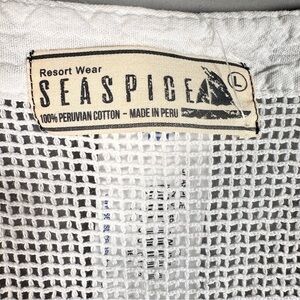 Resort Wear
SEASPICE
L
100% PERUVIAN COTTON - MADE IN PERU